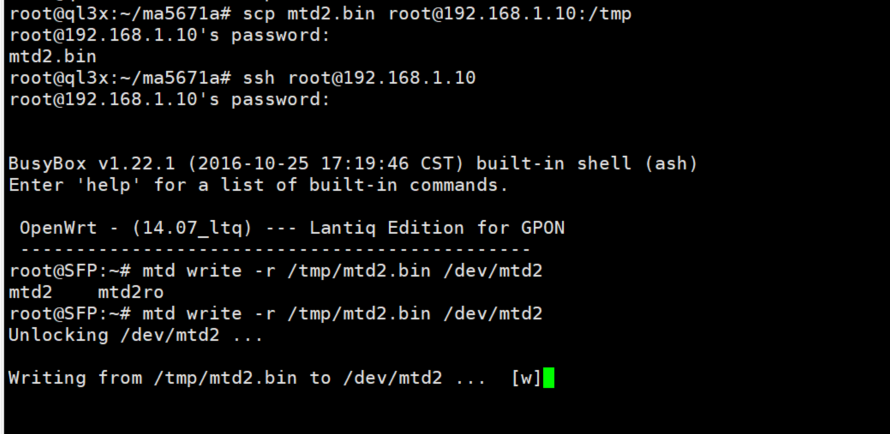 root@ql3x:~/ma5671a# scp mtd2.bin root@192.168.1.10:/tmp
root@192.168.1.10's password:
mtd2.bin
root@ql3x:~/ma5671a# ssh root@192.168.1.10
root@192.168.1.10's password:
BusyBox v1.22.1 (2016-10-25 17:19:46 CST) built-in shell (ash)
Enter 'help' for a list of built-in commands.
OpenWrt - (14.07_ltq) --- Lantiq Edition for GPON
-----------------------------------------------
root@SFP:~# mtd write -r /tmp/mtd2.bin /dev/mtd2
mtd2    mtd2ro
root@SFP:~# mtd write -r /tmp/mtd2.bin /dev/mtd2
Unlocking /dev/mtd2 ...
Writing from /tmp/mtd2.bin to /dev/mtd2 ...  [w]